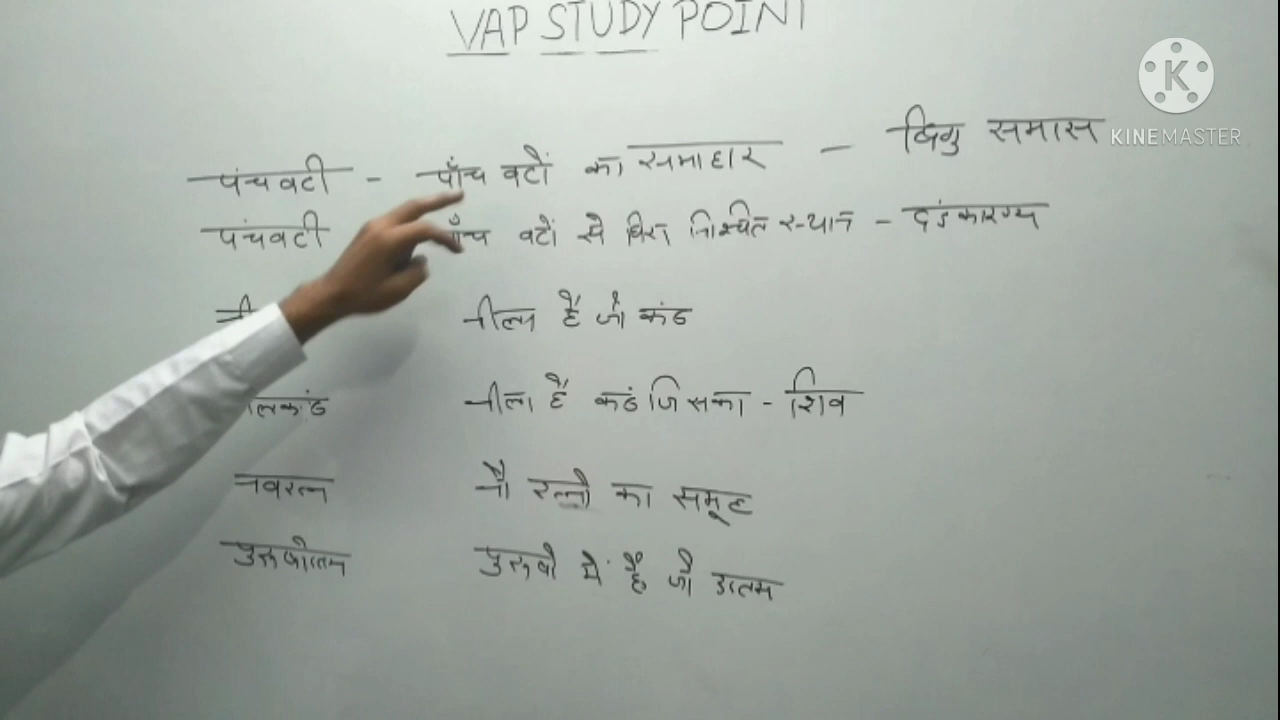 VAP STUDY POINT
KINEMASTER
पंचवटी - पाँच वटों का समाहार - द्विगु समास
पंचवटी पाँच वटों से घिरा निश्चित स्थान - दंडकारण्य
नीला है जो कंठ
नीलकंठ नीला है कंठ जिसका - शिव
नवरत्न नौ रत्नों का समूह
पुरुषोत्तम पुरुषों में है जो उत्तम